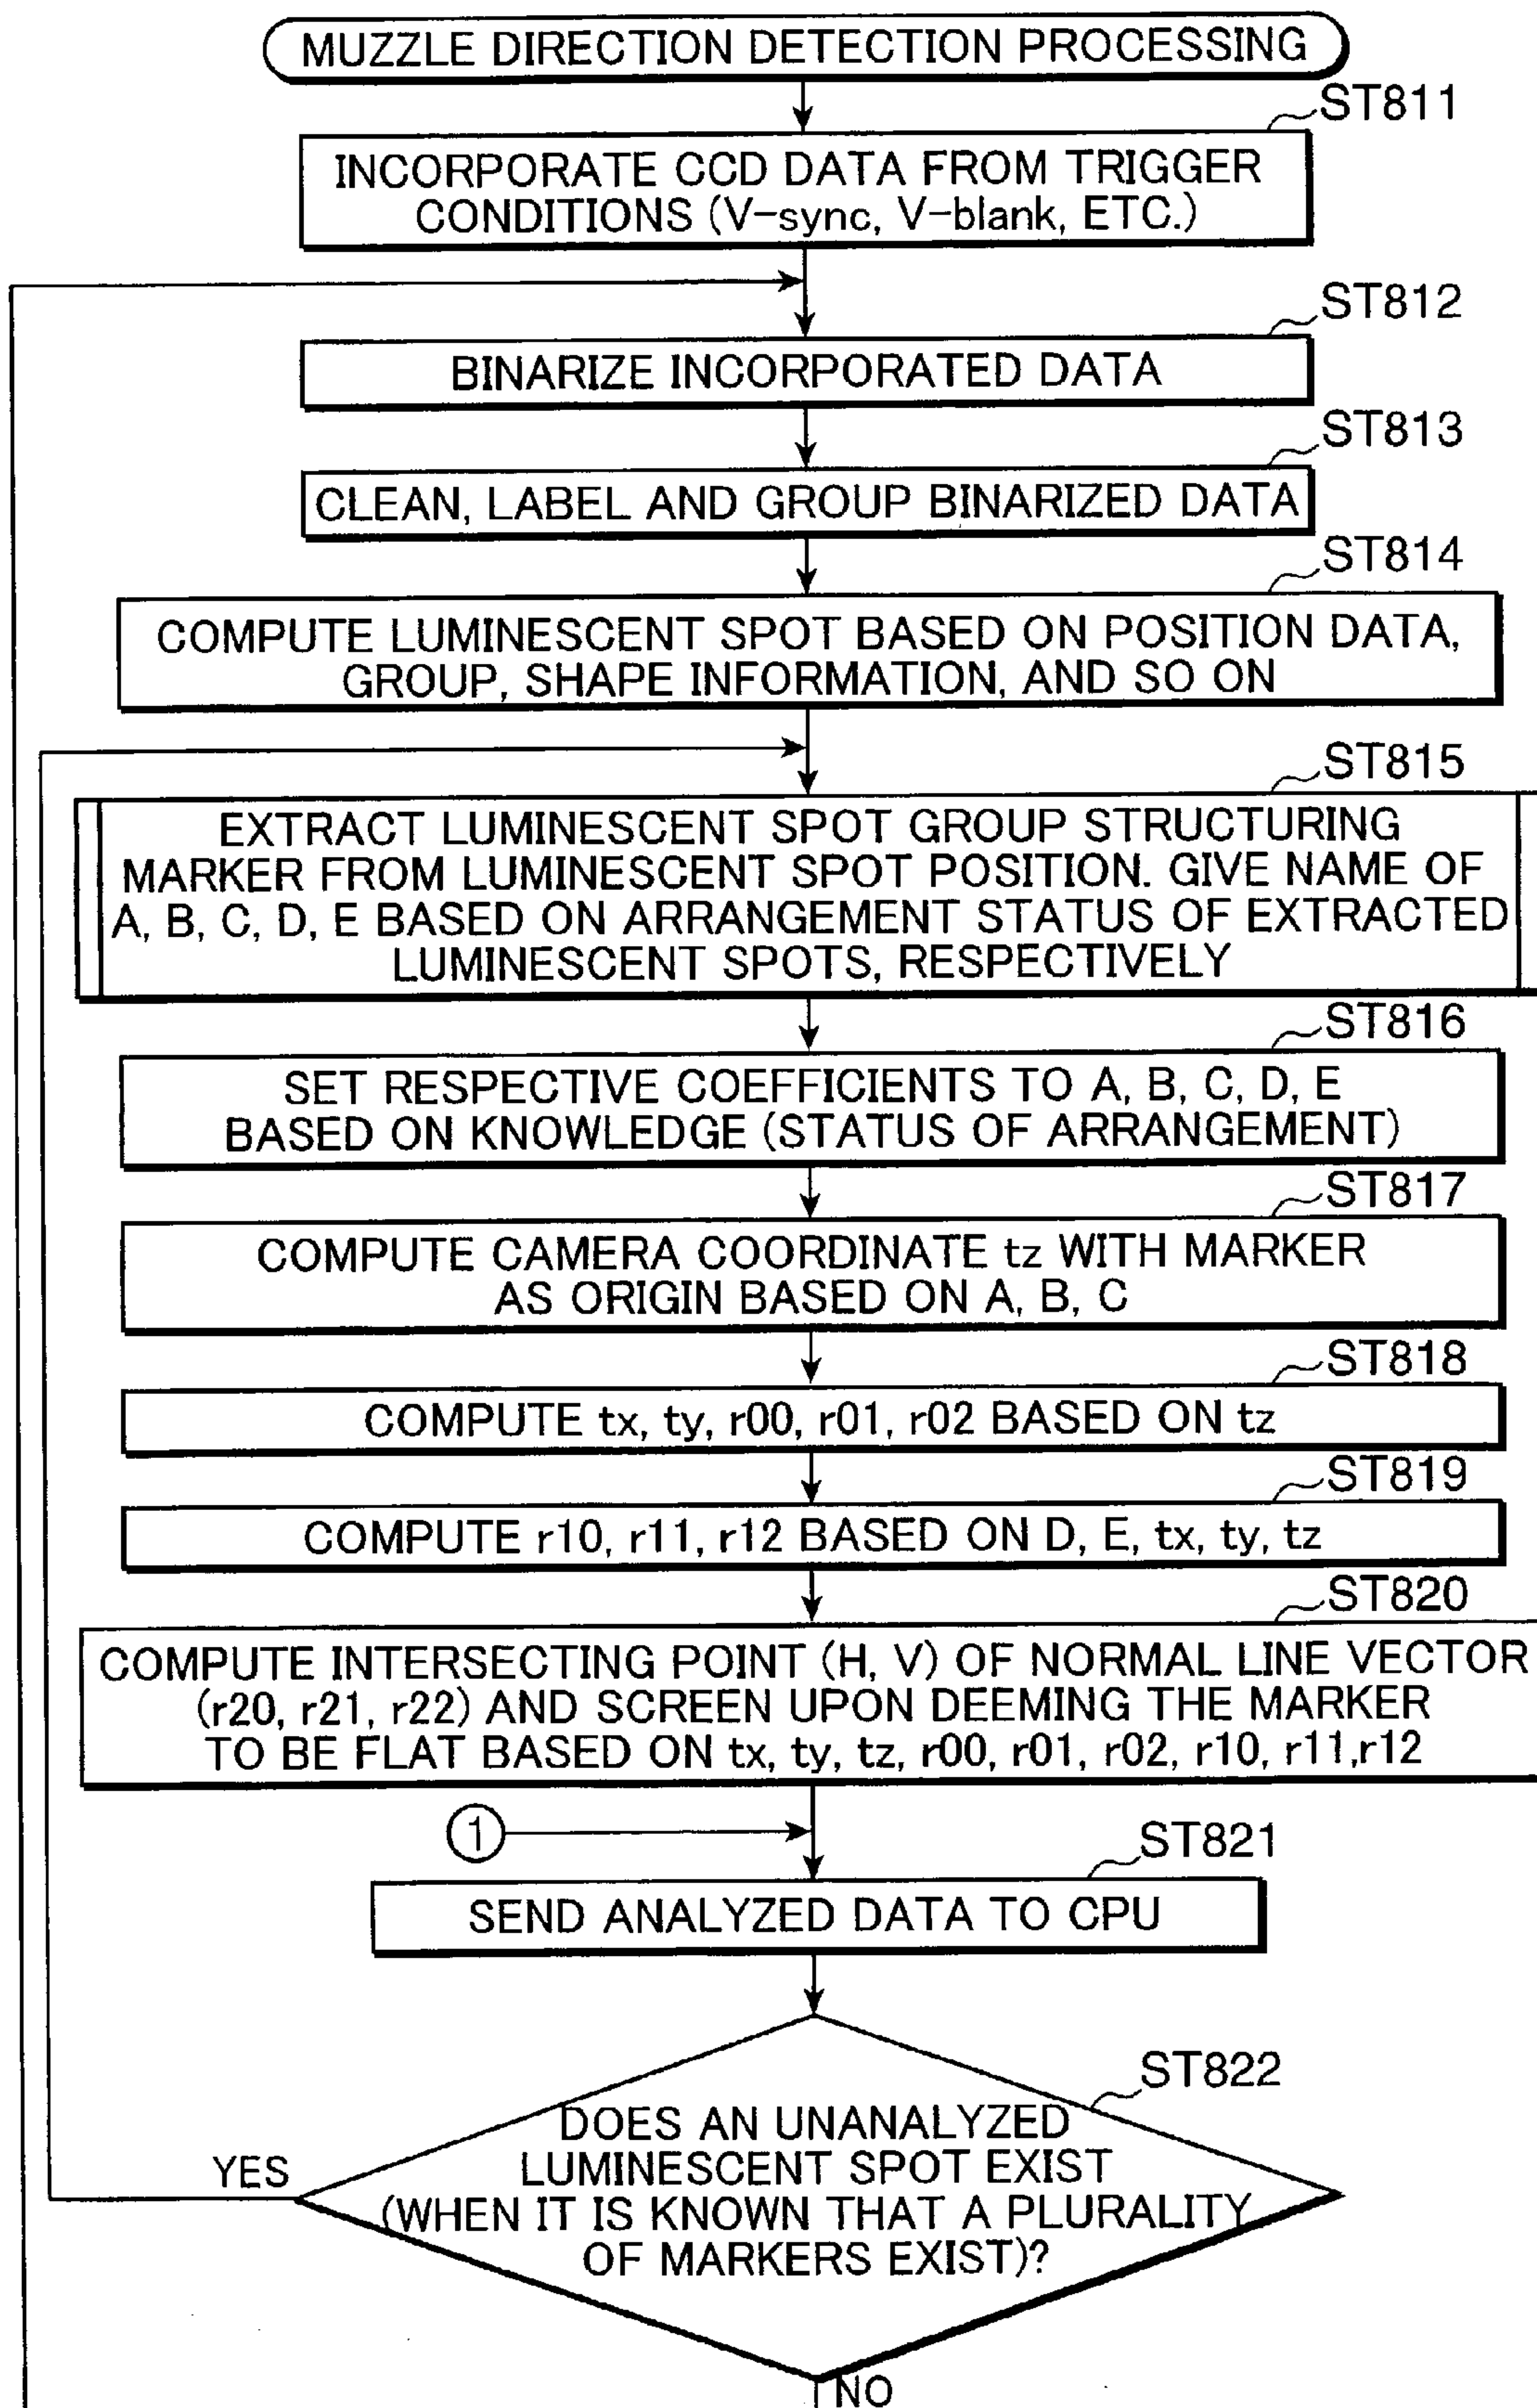 MUZZLE DIRECTION DETECTION PROCESSING
ST811
INCORPORATE CCD DATA FROM TRIGGER
CONDITIONS (V-sync, V-blank, ETC.)
ST812
BINARIZE INCORPORATED DATA
ST813
CLEAN, LABEL AND GROUP BINARIZED DATA
ST814
COMPUTE LUMINESCENT SPOT BASED ON POSITION DATA,
GROUP, SHAPE INFORMATION, AND SO ON
ST815
EXTRACT LUMINESCENT SPOT GROUP STRUCTURING
MARKER FROM LUMINESCENT SPOT POSITION. GIVE NAME OF
A, B, C, D, E BASED ON ARRANGEMENT STATUS OF EXTRACTED
LUMINESCENT SPOTS, RESPECTIVELY
ST816
SET RESPECTIVE COEFFICIENTS TO A, B, C, D, E
BASED ON KNOWLEDGE (STATUS OF ARRANGEMENT)
ST817
COMPUTE CAMERA COORDINATE tz WITH MARKER
AS ORIGIN BASED ON A, B, C
ST818
COMPUTE tx, ty, r00, r01, r02 BASED ON tz
ST819
COMPUTE r10, r11, r12 BASED ON D, E, tx, ty, tz
ST820
COMPUTE INTERSECTING POINT (H, V) OF NORMAL LINE VECTOR
(r20, r21, r22) AND SCREEN UPON DEEMING THE MARKER
TO BE FLAT BASED ON tx, ty, tz, r00, r01, r02, r10, r11,r12
1
ST821
SEND ANALYZED DATA TO CPU
ST822
DOES AN UNANALYZED
YES
LUMINESCENT SPOT EXIST
(WHEN IT IS KNOWN THAT A PLURALITY
OF MARKERS EXIST)?
NO